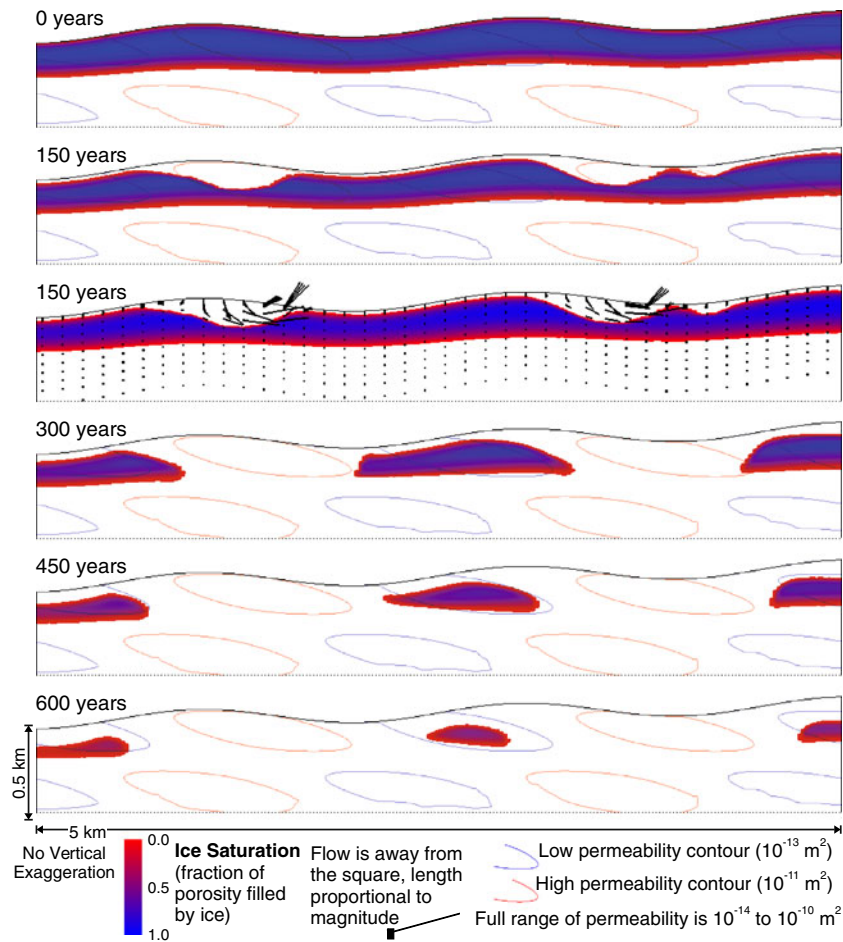 0 years
150 years
150 years
300 years
450 years
600 years
0.5 km
5 km
No Vertical
Exaggeration
0.0
0.5
1.0
Ice Saturation
(fraction of
porosity filled
by ice)
Flow is away from
the square, length
proportional to
magnitude
Low permeability contour (10⁻¹³ m²)
High permeability contour (10⁻¹¹ m²)
Full range of permeability is 10⁻¹⁴ to 10⁻¹⁰ m²